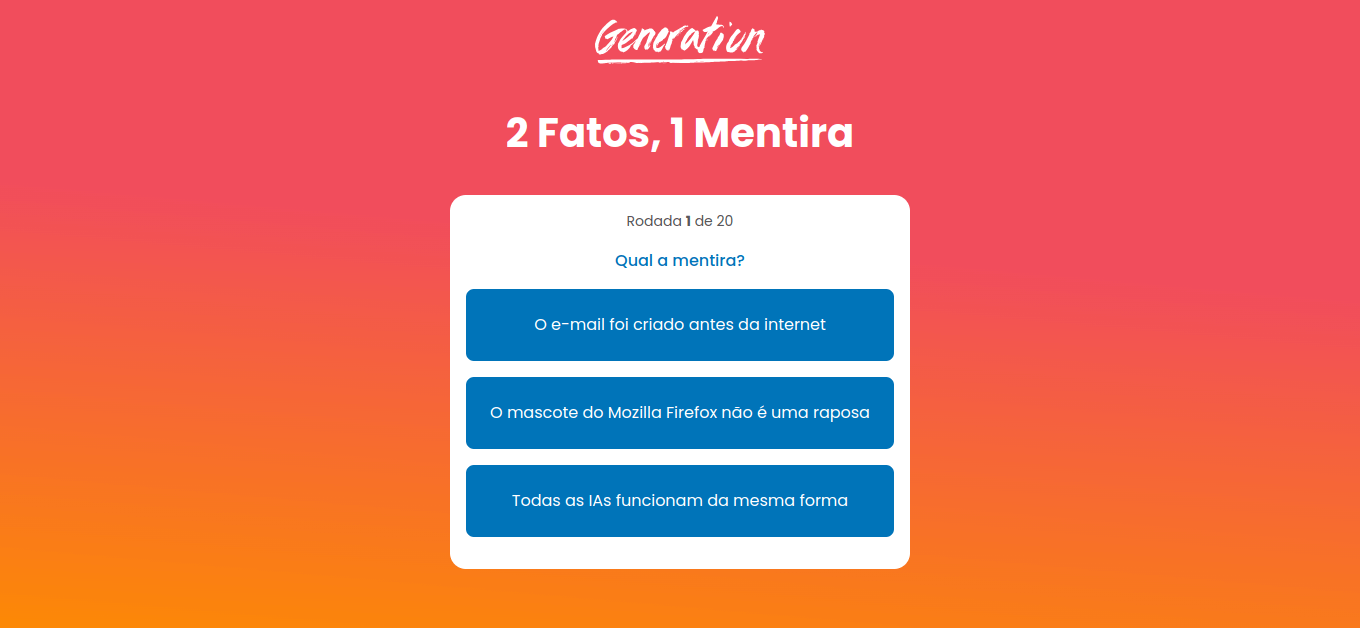 Generation
2 Fatos, 1 Mentira
Rodada 1 de 20
Qual a mentira?
O e-mail foi criado antes da internet
O mascote do Mozilla Firefox não é uma raposa
Todas as IAs funcionam da mesma forma